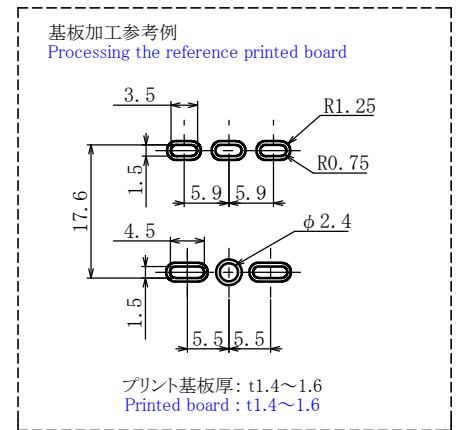 基板加工参考例
Processing the reference printed board
3.5
R1.25
R0.75
1.5
5.9 5.9
17.6
φ2.4
4.5
1.5
5.5 5.5
プリント基板厚: t1.4～1.6
Printed board : t1.4～1.6